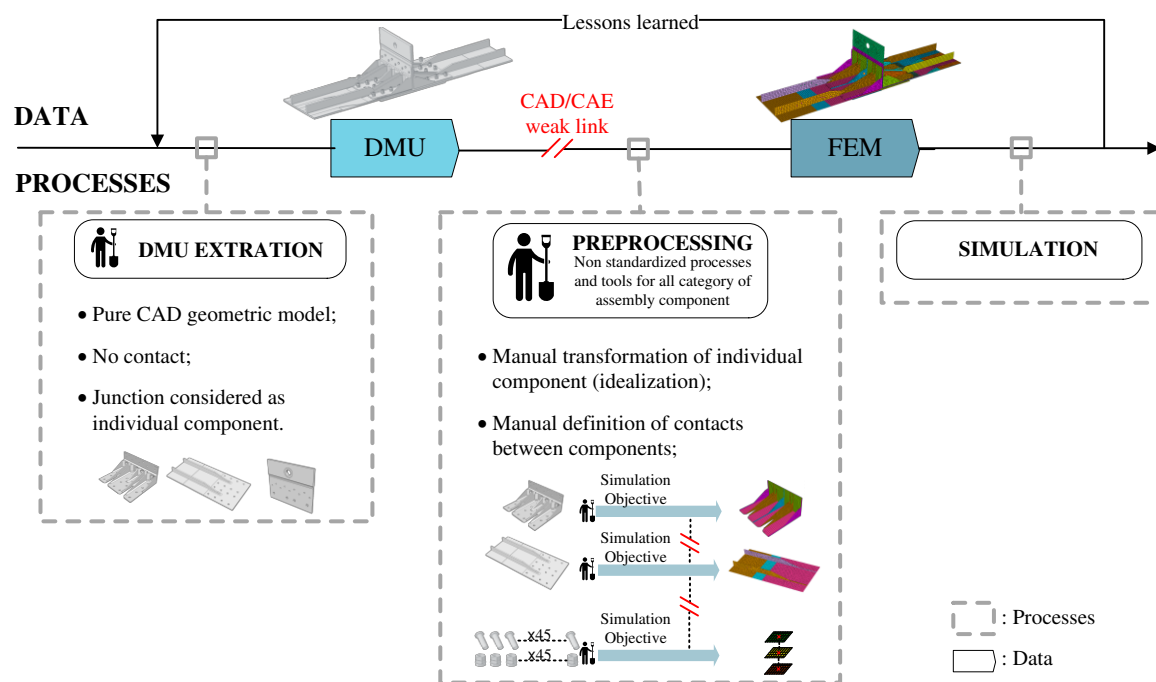 Lessons learned
CAD/CAE
weak link
DATA
DMU
FEM
PROCESSES
DMU EXTRATION
• Pure CAD geometric model;
• No contact;
• Junction considered as
individual component.
PREPROCESSING
Non standardized processes
and tools for all category of
assembly component
• Manual transformation of individual
component (idealization);
• Manual definition of contacts
between components;
Simulation
Objective
Simulation
Objective
Simulation
Objective
x45
x45
SIMULATION
: Processes
: Data